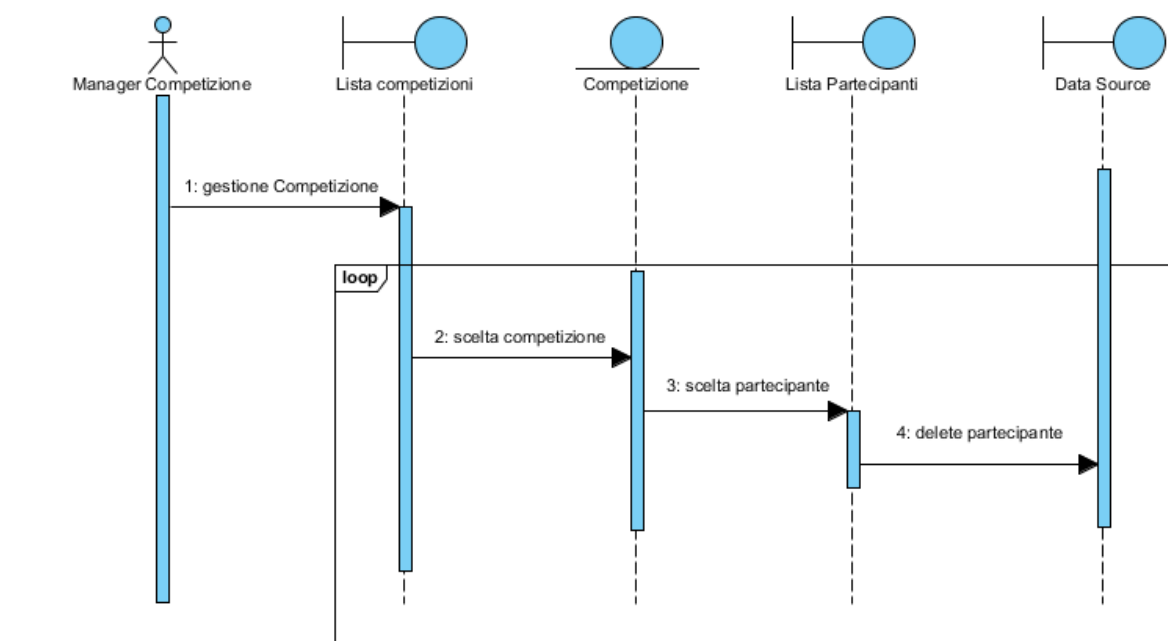 Manager Competizione
Lista competizioni
Competizione
Lista Partecipanti
Data Source
1: gestione Competizione
loop
2: scelta competizione
3: scelta partecipante
4: delete partecipante